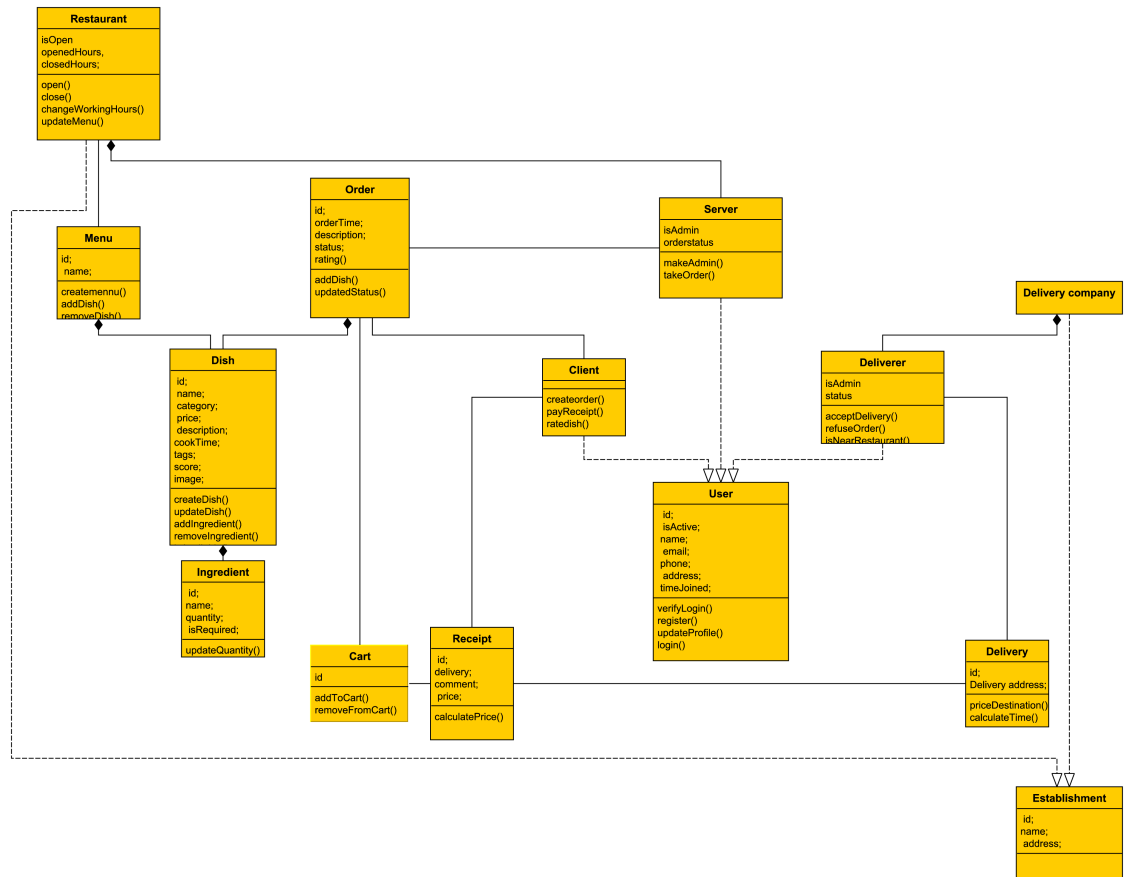 Restaurant
isOpen
openedHours,
closedHours;
open()
close()
changeWorkingHours()
updateMenu()
Order
id;
orderTime;
description;
status;
rating()
addDish()
updatedStatus()
Server
isAdmin
orderstatus
makeAdmin()
takeOrder()
Menu
id;
name;
createmennu()
addDish()
removeDish()
Delivery company
Dish
id;
name;
category;
price;
description;
cookTime;
tags;
score;
image;
createDish()
updateDish()
addIngredient()
removeIngredient()
Client
createorder()
payReceipt()
ratedish()
Deliverer
isAdmin
status
acceptDelivery()
refuseOrder()
isNearRestaurant()
User
id;
isActive;
name;
email;
phone;
address;
timeJoined;
verifyLogin()
register()
updateProfile()
login()
Ingredient
id;
name;
quantity;
isRequired;
updateQuantity()
Cart
id
addToCart()
removeFromCart()
Receipt
id;
delivery;
comment;
price;
calculatePrice()
Delivery
id;
Delivery address;
priceDestination()
calculateTime()
Establishment
id;
name;
address;